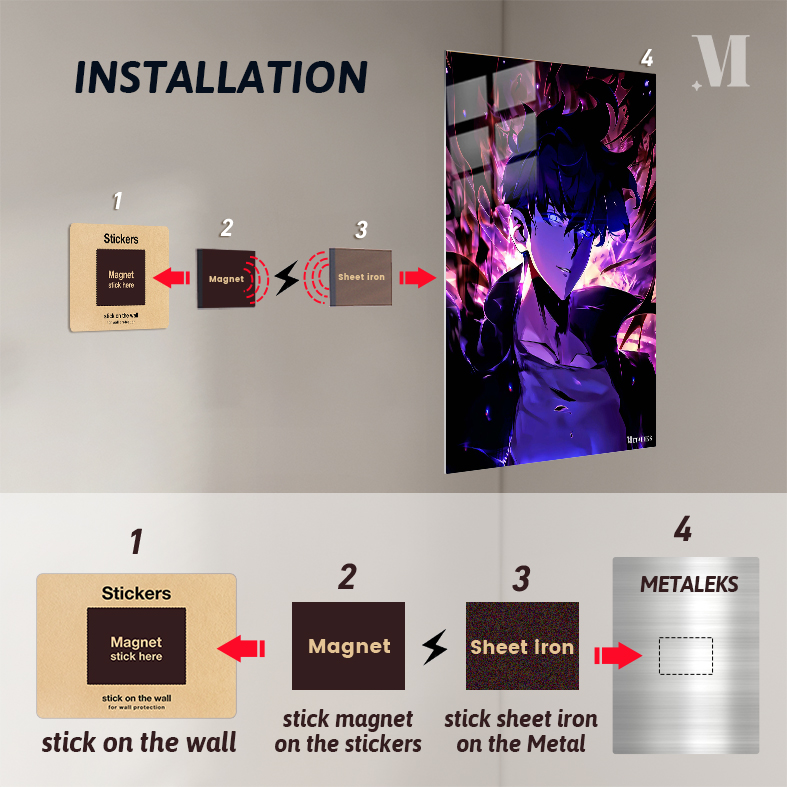 INSTALLATION
M
4
1
2
3
Stickers
Magnet
stick here
stick on the wall
for wall protection
Magnet
Sheet iron
METALEKS
1
2
3
4
Stickers
Magnet
stick here
stick on the wall
for wall protection
Magnet
Sheet iron
METALEKS
stick on the wall
stick magnet
on the stickers
stick sheet iron
on the Metal